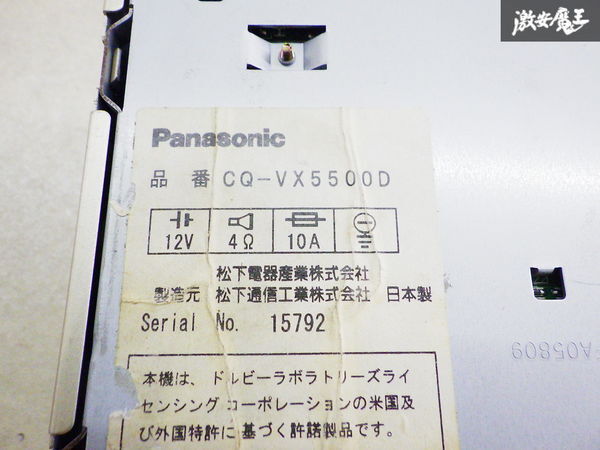 激安魔王
Panasonic
品番 CQ-VX5500D
12V 4Ω 10A
松下電器産業株式会社
製造元 松下通信工業株式会社 日本製
Serial No. 15792
本機は、ドルビーラボラトリーズライ
センシング コーポレーションの米国及
び外国特許に基づく許諾製品です。